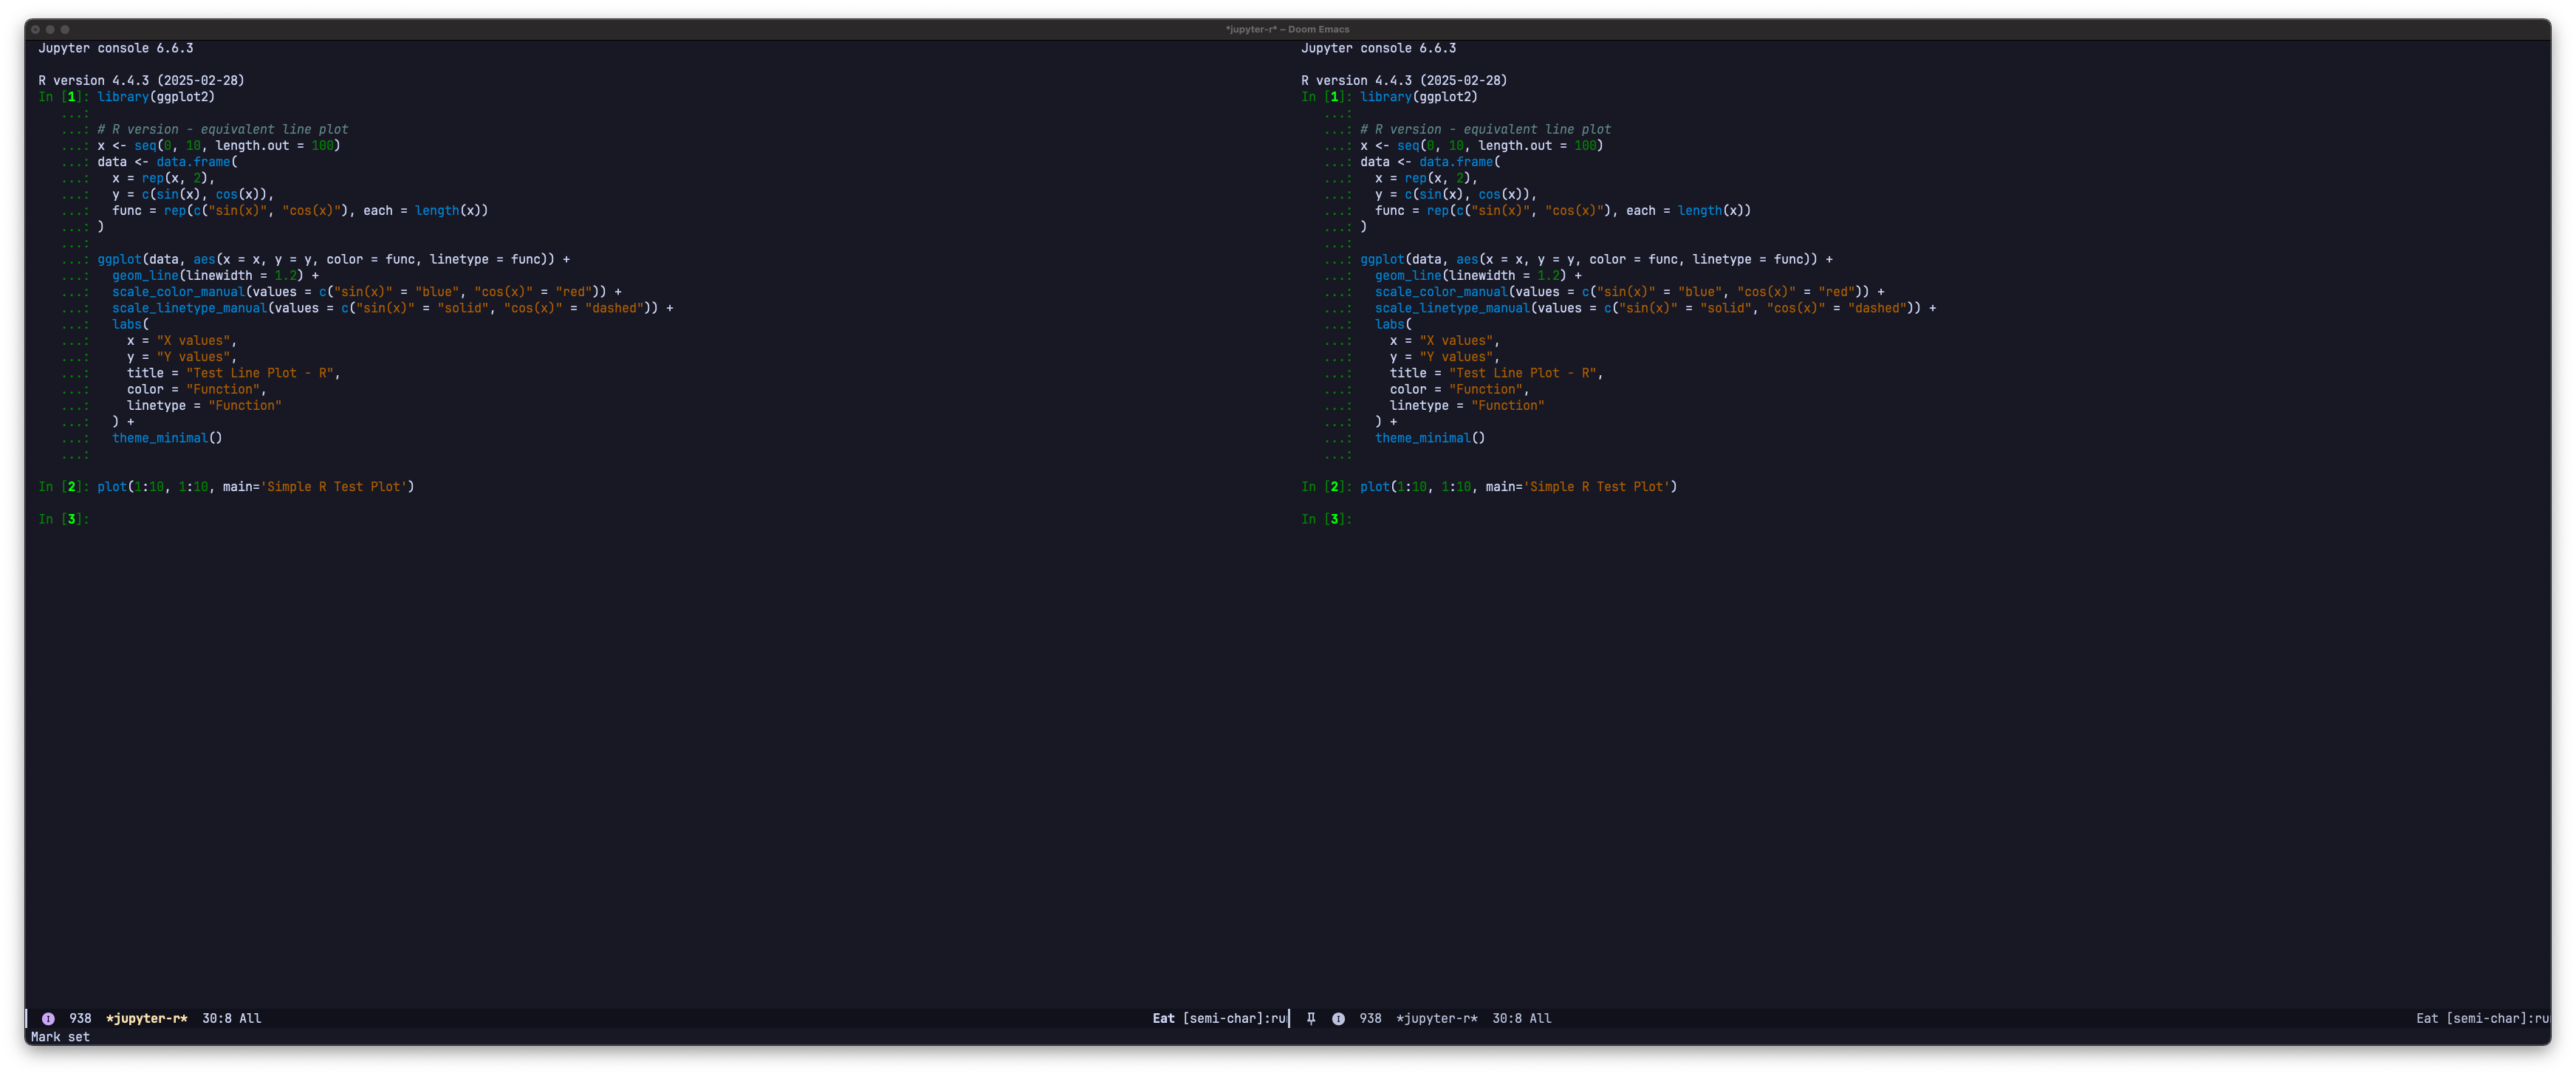 *jupyter-r* – Doom Emacs
Jupyter console 6.6.3
R version 4.4.3 (2025-02-28)
In [1]: library(ggplot2)
...:
...: # R version - equivalent line plot
...: x <- seq(0, 10, length.out = 100)
...: data <- data.frame(
...:   x = rep(x, 2),
...:   y = c(sin(x), cos(x)),
...:   func = rep(c("sin(x)", "cos(x)"), each = length(x))
...: )
...:
...: ggplot(data, aes(x = x, y = y, color = func, linetype = func)) +
...:   geom_line(linewidth = 1.2) +
...:   scale_color_manual(values = c("sin(x)" = "blue", "cos(x)" = "red")) +
...:   scale_linetype_manual(values = c("sin(x)" = "solid", "cos(x)" = "dashed")) +
...:   labs(
...:     x = "X values",
...:     y = "Y values",
...:     title = "Test Line Plot - R",
...:     color = "Function",
...:     linetype = "Function"
...:   ) +
...:   theme_minimal()
...:
In [2]: plot(1:10, 1:10, main='Simple R Test Plot')
In [3]:
I 938 *jupyter-r* 30:8 All Eat [semi-char]:ru
Jupyter console 6.6.3
R version 4.4.3 (2025-02-28)
In [1]: library(ggplot2)
...:
...: # R version - equivalent line plot
...: x <- seq(0, 10, length.out = 100)
...: data <- data.frame(
...:   x = rep(x, 2),
...:   y = c(sin(x), cos(x)),
...:   func = rep(c("sin(x)", "cos(x)"), each = length(x))
...: )
...:
...: ggplot(data, aes(x = x, y = y, color = func, linetype = func)) +
...:   geom_line(linewidth = 1.2) +
...:   scale_color_manual(values = c("sin(x)" = "blue", "cos(x)" = "red")) +
...:   scale_linetype_manual(values = c("sin(x)" = "solid", "cos(x)" = "dashed")) +
...:   labs(
...:     x = "X values",
...:     y = "Y values",
...:     title = "Test Line Plot - R",
...:     color = "Function",
...:     linetype = "Function"
...:   ) +
...:   theme_minimal()
...:
In [2]: plot(1:10, 1:10, main='Simple R Test Plot')
In [3]:
I 938 *jupyter-r* 30:8 All Eat [semi-char]:ru
Mark set